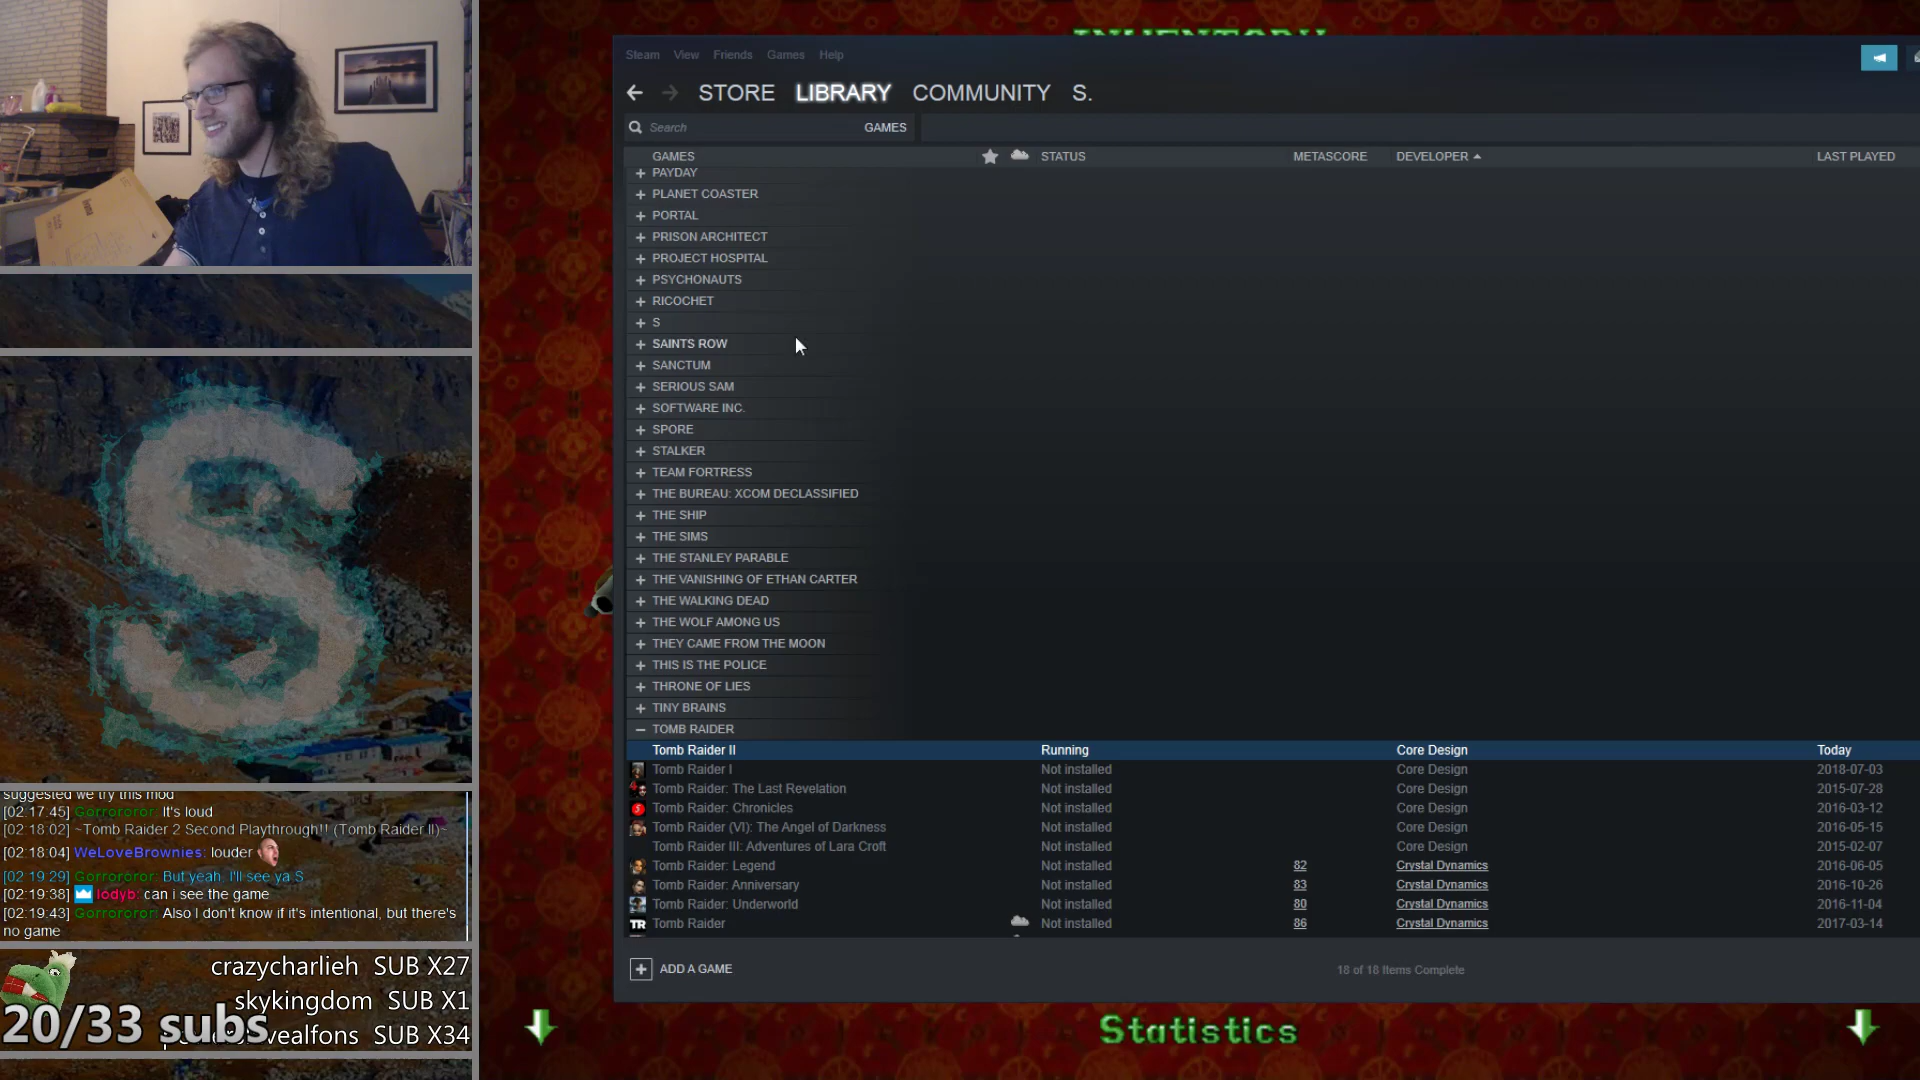 INVENTORY
Steam View Friends Games Help
STORE LIBRARY COMMUNITY S.
Search GAMES
GAMES STATUS METASCORE DEVELOPER LAST PLAYED
+ PAYDAY
+ PLANET COASTER
+ PORTAL
+ PRISON ARCHITECT
+ PROJECT HOSPITAL
+ PSYCHONAUTS
+ RICOCHET
+ S
+ SAINTS ROW
+ SANCTUM
+ SERIOUS SAM
+ SOFTWARE INC.
+ SPORE
+ STALKER
+ TEAM FORTRESS
+ THE BUREAU: XCOM DECLASSIFIED
+ THE SHIP
+ THE SIMS
+ THE STANLEY PARABLE
+ THE VANISHING OF ETHAN CARTER
+ THE WALKING DEAD
+ THE WOLF AMONG US
+ THEY CAME FROM THE MOON
+ THIS IS THE POLICE
+ THRONE OF LIES
+ TINY BRAINS
− TOMB RAIDER
Tomb Raider II Running Core Design Today
Tomb Raider I Not installed Core Design 2018-07-03
Tomb Raider: The Last Revelation Not installed Core Design 2015-07-28
Tomb Raider: Chronicles Not installed Core Design 2016-03-12
Tomb Raider (VI): The Angel of Darkness Not installed Core Design 2016-05-15
Tomb Raider III: Adventures of Lara Croft Not installed Core Design 2015-02-07
Tomb Raider: Legend Not installed 82 Crystal Dynamics 2016-06-05
Tomb Raider: Anniversary Not installed 83 Crystal Dynamics 2016-10-26
Tomb Raider: Underworld Not installed 80 Crystal Dynamics 2016-11-04
TR Tomb Raider Not installed 86 Crystal Dynamics 2017-03-14
+ ADD A GAME
18 of 18 Items Complete
Statistics
S
suggested we try this mod
[02:17:45] Gorrororor: It's loud
[02:18:02] ~Tomb Raider 2 Second Playthrough!! (Tomb Raider II)~
[02:18:04] WeLoveBrownies: louder
[02:19:29] Gorrororor: But yeah, I'll see ya S
[02:19:38] lodyb: can i see the game
[02:19:43] Gorrororor: Also I don't know if it's intentional, but there's
no game
crazycharlieh SUB X27
skykingdom SUB X1
vealfons SUB X34
20/33 subs